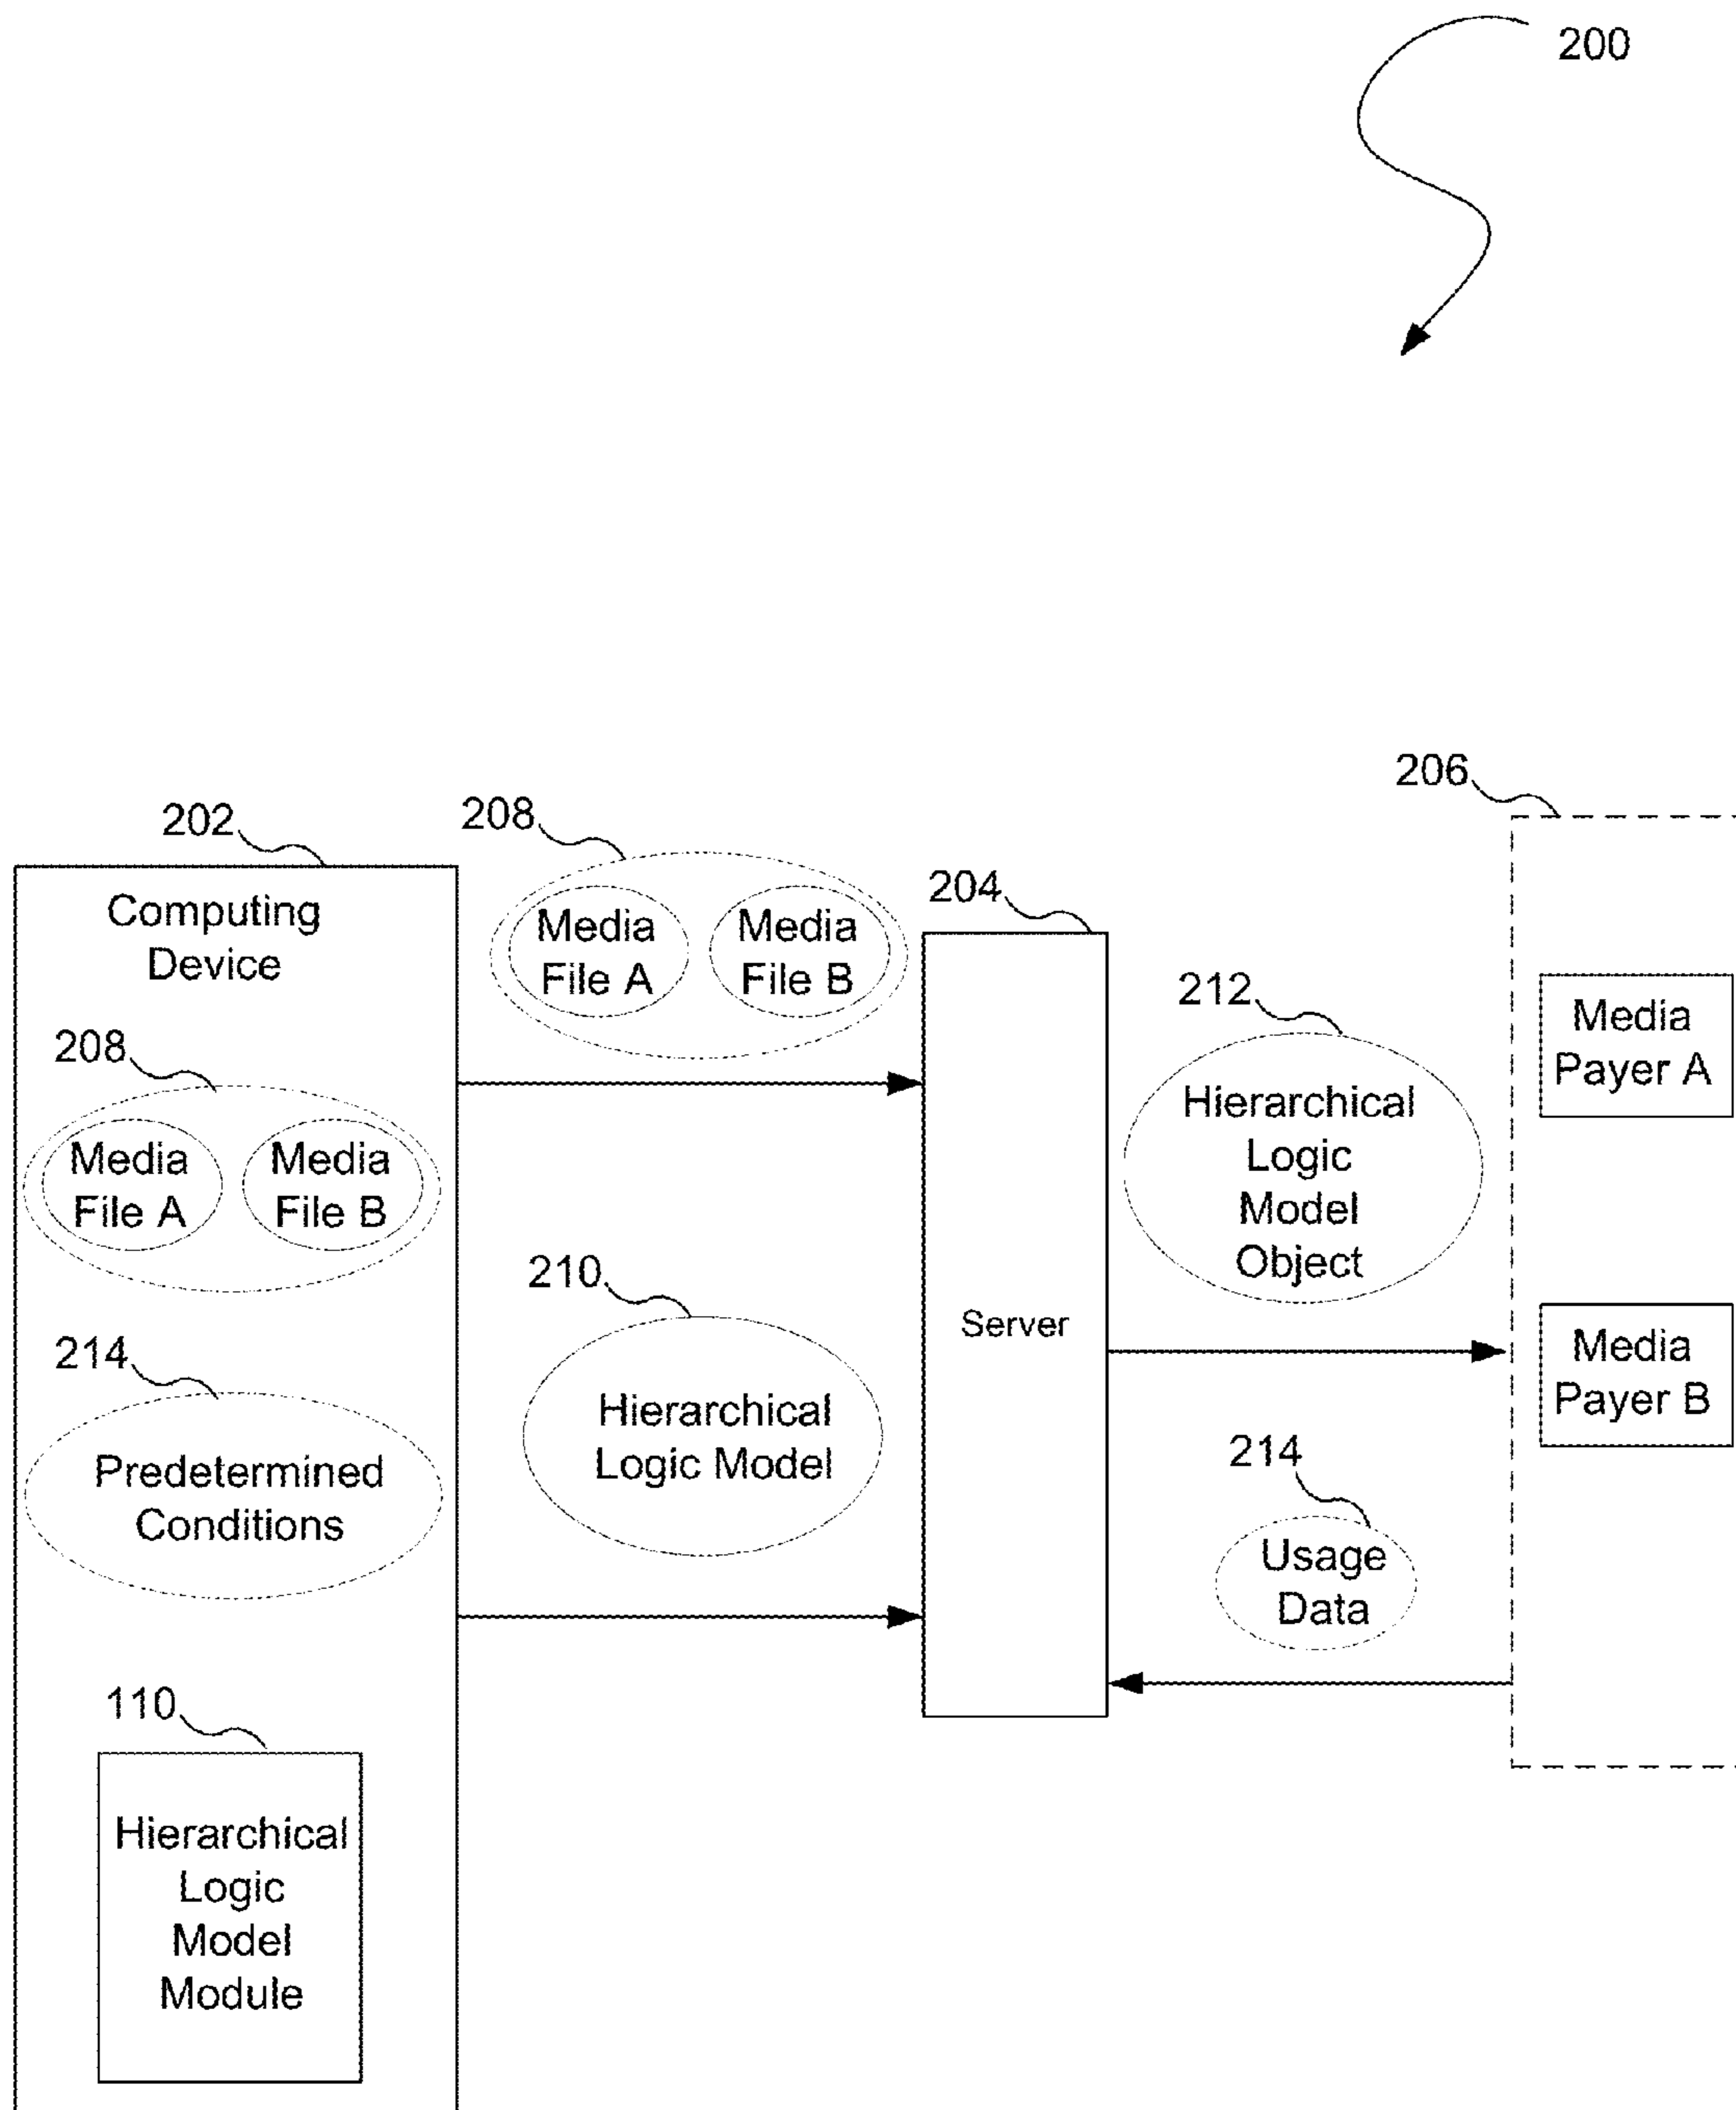 200
206
202
208
204
Computing
Device
Media
File A
Media
File B
212
Media
Payer A
208
Media
File A
Media
File B
Hierarchical
Logic
Model
Object
210
Server
214
Media
Payer B
Predetermined
Conditions
Hierarchical
Logic Model
214
Usage
Data
110
Hierarchical
Logic
Model
Module